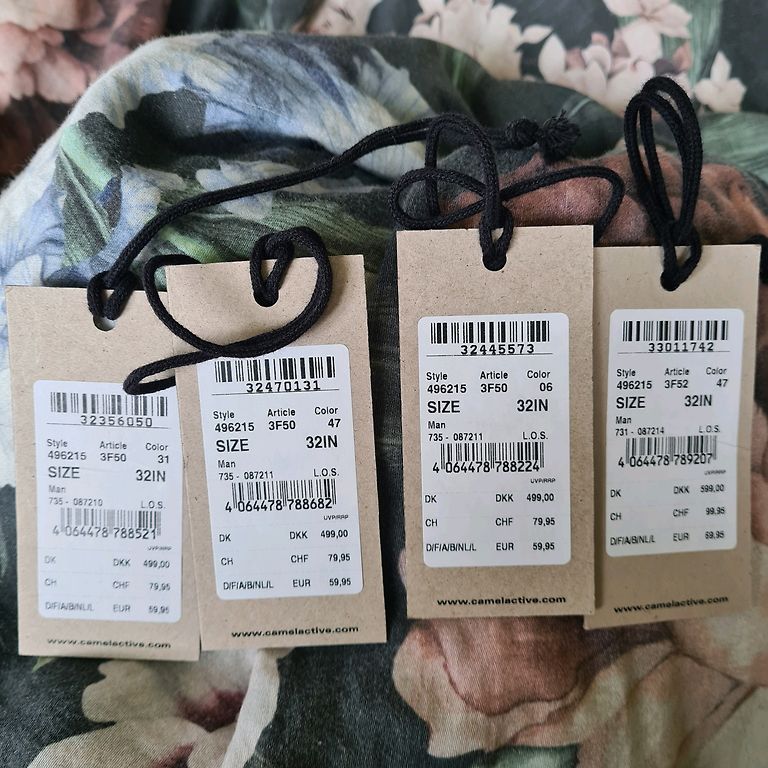 32356050
Style Article Color
496215 3F50 31
SIZE 32IN
Man
735 - 087210 L.O.S.
4 064478 788521
UVP/RRP
DK DKK 499,00
CH CHF 79,95
D/F/A/B/NL/L EUR 59,95
www.camelactive.com
32470131
Style Article Color
496215 3F50 47
SIZE 32IN
Man
735 - 087211 L.O.S.
4 064478 788682
UVP/RRP
DK DKK 499,00
CH CHF 79,95
D/F/A/B/NL/L EUR 59,95
www.camelactive.com
32445573
Style Article Color
496215 3F50 06
SIZE 32IN
Man
735 - 087211 L.O.S.
4 064478 788224
UVP/RRP
DK DKK 499,00
CH CHF 79,95
D/F/A/B/NL/L EUR 59,95
www.camelactive.com
33011742
Style Article Color
496215 3F52 47
SIZE 32IN
Man
731 - 087214 L.O.S.
4 064478 789207
UVP/RRP
DK DKK 599,00
CH CHF 99,95
D/F/A/B/NL/L EUR 69,95
www.camelactive.com